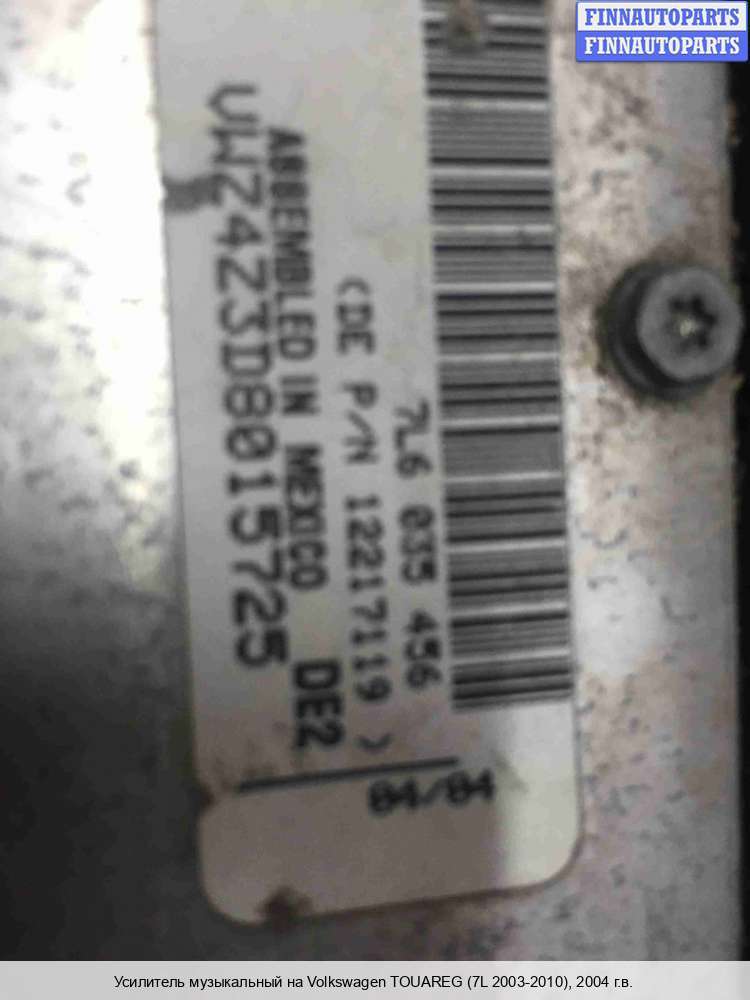 FINNAUTOPARTS
FINNAUTOPARTS
7L6 035 456
(DE P/N 12217119 )
ASSEMBLED IN MEXICO DE2
VWZ4Z3D8015725
04/04
Усилитель музыкальный на Volkswagen TOUAREG (7L 2003-2010), 2004 г.в.